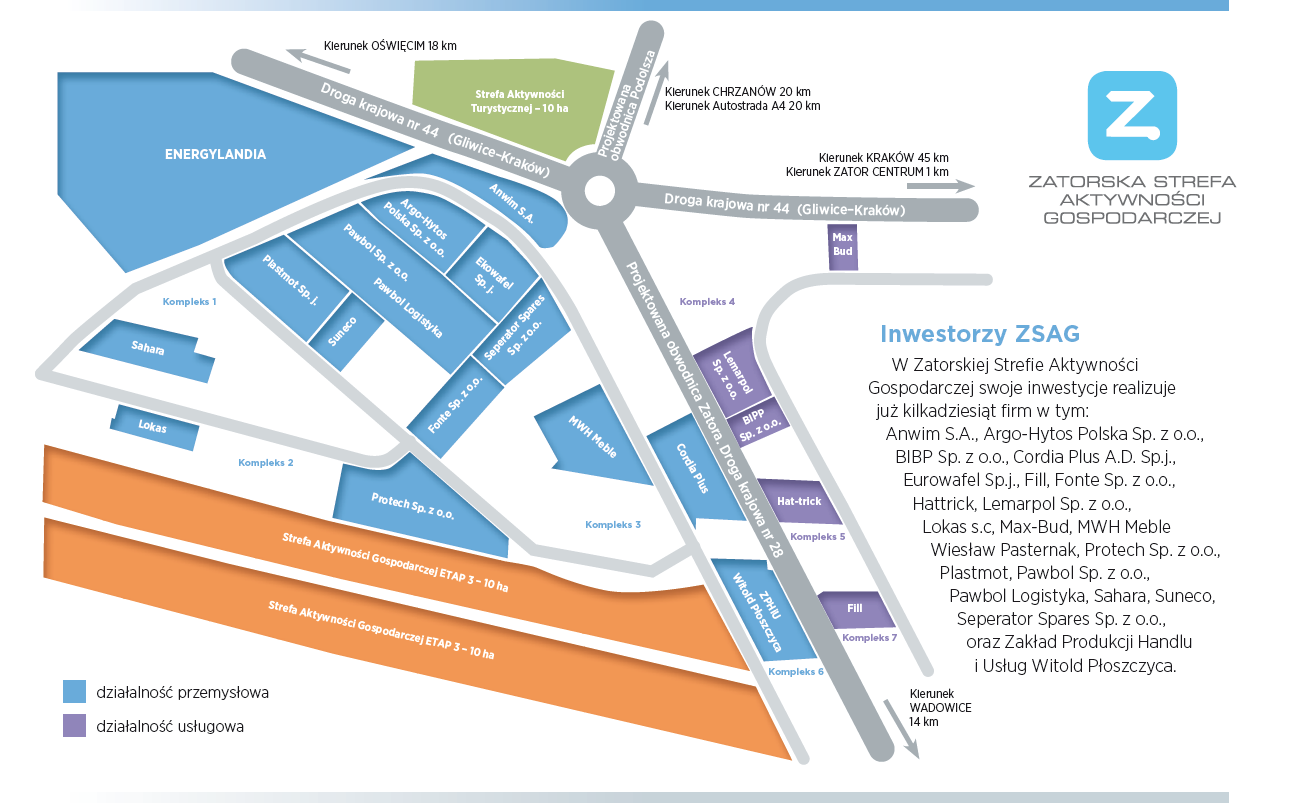 Kierunek OŚWIĘCIM 18 km
Droga krajowa nr 44 (Gliwice–Kraków)
Strefa Aktywności
Turystycznej – 10 ha
Projektowana
obwodnica Podolsza
Kierunek CHRZANÓW 20 km
Kierunek Autostrada A4 20 km
Kierunek KRAKÓW 45 km
Kierunek ZATOR CENTRUM 1 km
Droga krajowa nr 44 (Gliwice–Kraków)
Z
ZATORSKA STREFA
AKTYWNOŚCI
GOSPODARCZEJ
ENERGYLANDIA
Anwim S.A.
Argo-Hytos
Polska Sp. z o.o.
Pawbol Sp. z o.o.
Pawbol Logistyka
Ekowafel
Sp. j.
Plastmot Sp. j.
Suneco
Seperator Spares
Sp. z o.o.
Fonte Sp. z o.o.
Max
Bud
Kompleks 1
Sahara
Lokas
Kompleks 2
Protech Sp. z o.o.
MWH Meble
Kompleks 3
Projektowana obwodnica Zatora. Droga krajowa nr 28
Kompleks 4
Lemarpol
Sp. z o.o.
BIPP
Sp. z o.o.
Cordia Plus
Hat-trick
Kompleks 5
ZPHIU
Witold Płoszczyca
Kompleks 6
Fill
Kompleks 7
Strefa Aktywności Gospodarczej ETAP 3 – 10 ha
Strefa Aktywności Gospodarczej ETAP 3 – 10 ha
Kierunek
WADOWICE
14 km
Inwestorzy ZSAG
W Zatorskiej Strefie Aktywności
Gospodarczej swoje inwestycje realizuje
już kilkadziesiąt firm w tym:
Anwim S.A., Argo-Hytos Polska Sp. z o.o.,
BIBP Sp. z o.o., Cordia Plus A.D. Sp.j.,
Eurowafel Sp.j., Fill, Fonte Sp. z o.o.,
Hattrick, Lemarpol Sp. z o.o.,
Lokas s.c, Max-Bud, MWH Meble
Wiesław Pasternak, Protech Sp. z o.o.,
Plastmot, Pawbol Sp. z o.o.,
Pawbol Logistyka, Sahara, Suneco,
Seperator Spares Sp. z o.o.,
oraz Zakład Produkcji Handlu
i Usług Witold Płoszczyca.
działalność przemysłowa
działalność usługowa